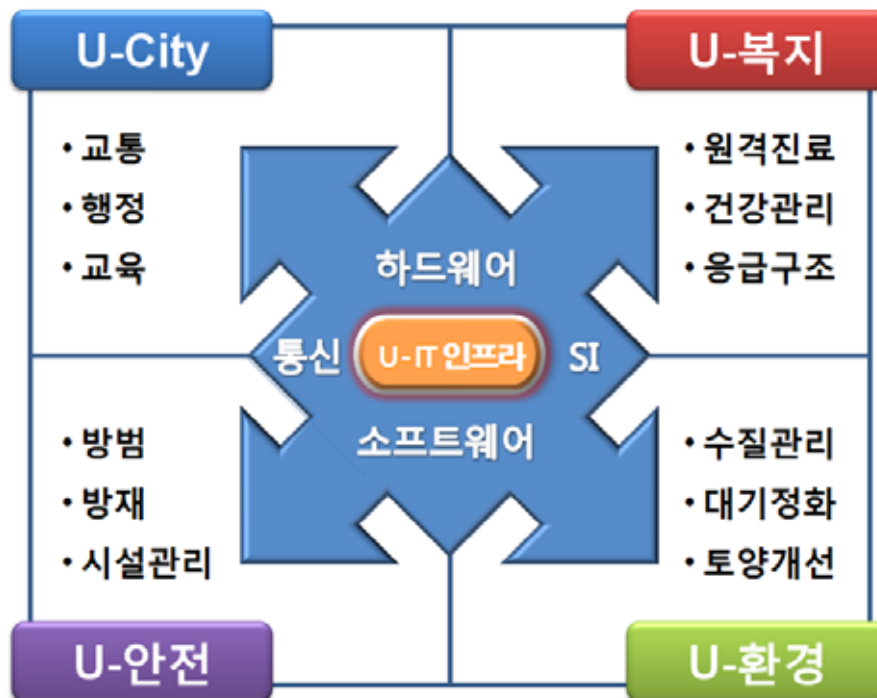 U-City
U-복지
• 교통
• 행정
• 교육
• 원격진료
• 건강관리
• 응급구조
하드웨어
통신
U-IT 인프라
SI
소프트웨어
• 방범
• 방재
• 시설관리
• 수질관리
• 대기정화
• 토양개선
U-안전
U-환경